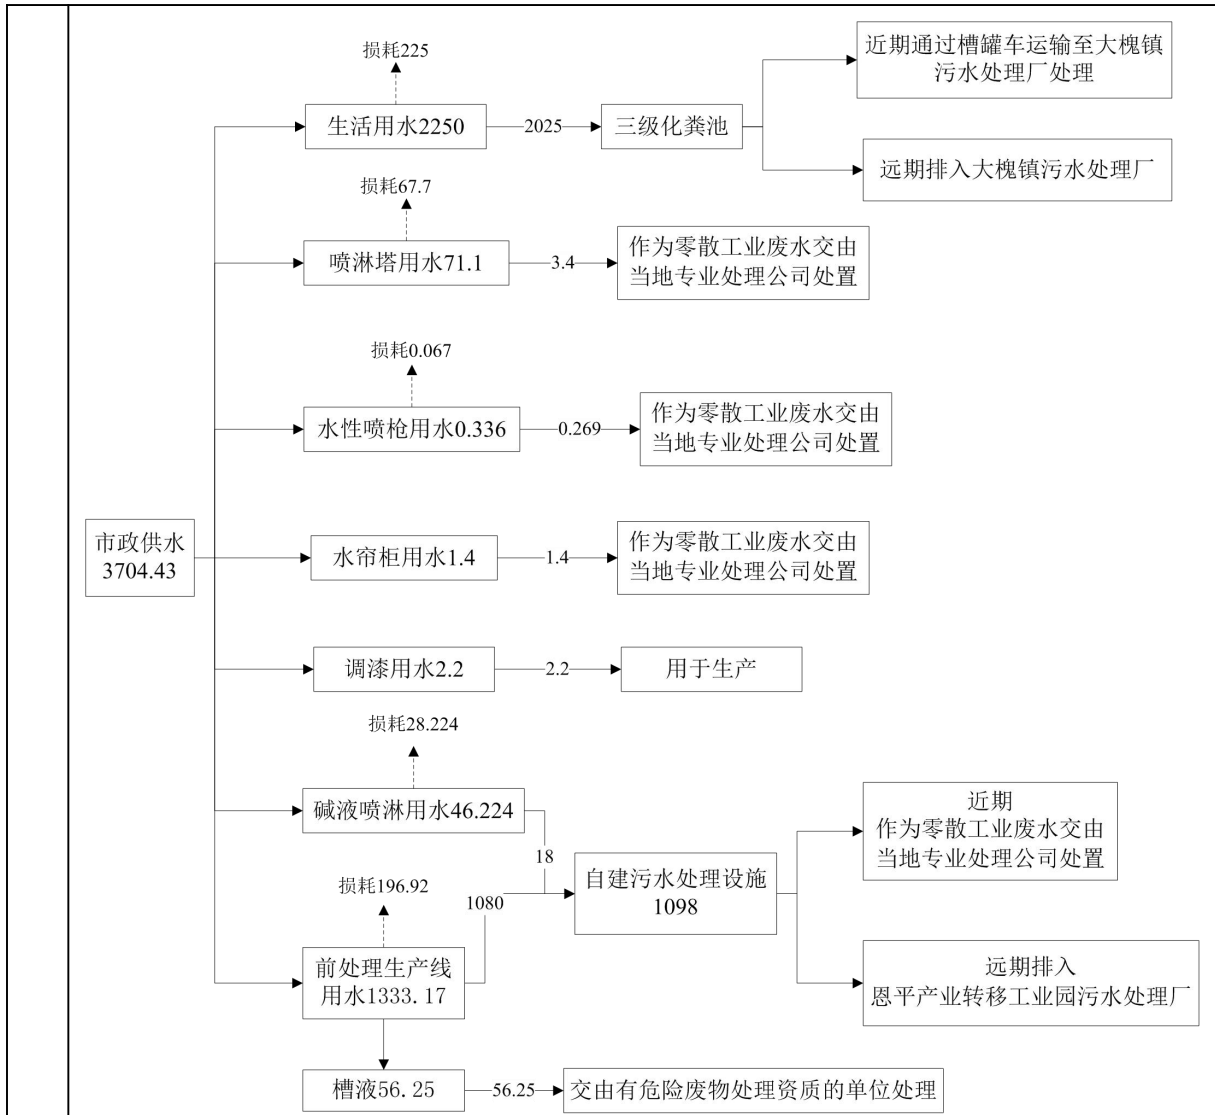 损耗225
近期通过槽罐车运输至大槐镇
污水处理厂处理
生活用水2250
2025
三级化粪池
远期排入大槐镇污水处理厂
损耗67.7
喷淋塔用水71.1
3.4
作为零散工业废水交由
当地专业处理公司处置
损耗0.067
水性喷枪用水0.336
0.269
作为零散工业废水交由
当地专业处理公司处置
市政供水
3704.43
水帘柜用水1.4
1.4
作为零散工业废水交由
当地专业处理公司处置
调漆用水2.2
2.2
用于生产
损耗28.224
碱液喷淋用水46.224
18
近期
作为零散工业废水交由
当地专业处理公司处置
自建污水处理设施
1098
损耗196.92
1080
前处理生产线
用水1333.17
远期排入
恩平产业转移工业园污水处理厂
槽液56.25
56.25
交由有危险废物处理资质的单位处理